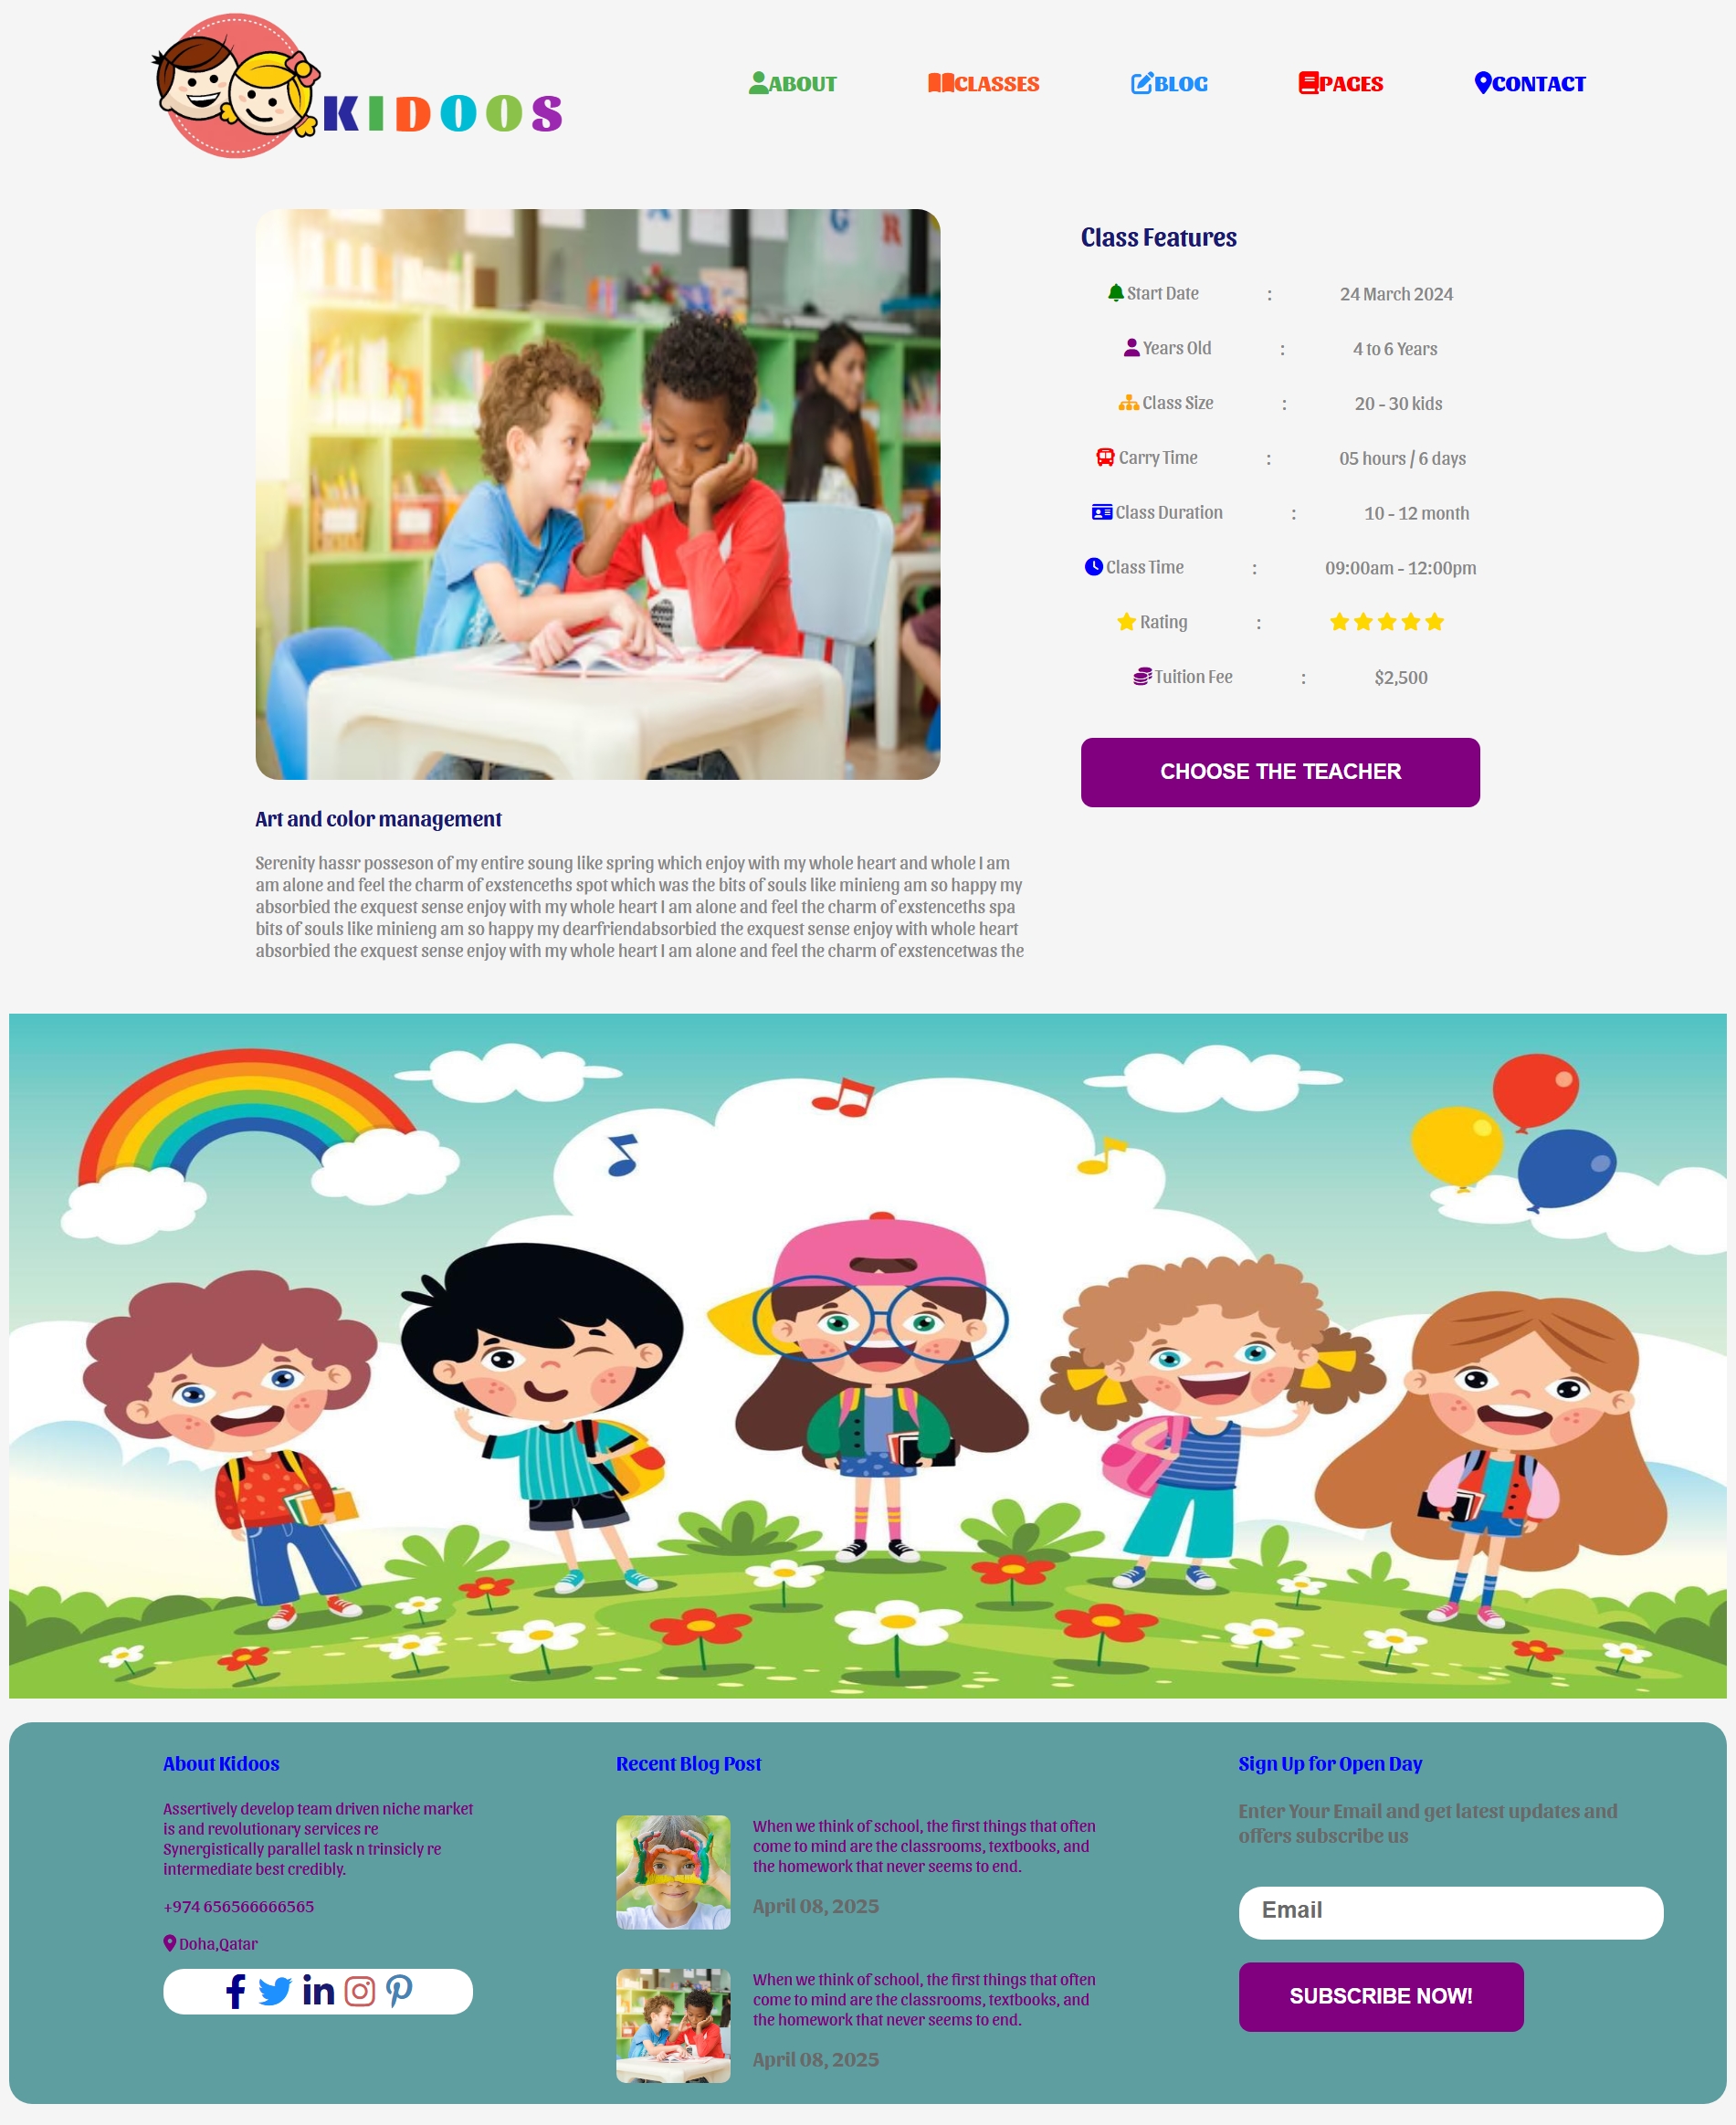 KIDOOS
ABOUT
CLASSES
BLOG
PAGES
CONTACT
Class Features
Start Date : 24 March 2024
Years Old : 4 to 6 Years
Class Size : 20 - 30 kids
Carry Time : 05 hours / 6 days
Class Duration : 10 - 12 month
Class Time : 09:00am - 12:00pm
Rating :
Tuition Fee : $2,500
CHOOSE THE TEACHER
Art and color management
Serenity hassr posseson of my entire soung like spring which enjoy with my whole heart and whole I am
am alone and feel the charm of exstenceths spot which was the bits of souls like minieng am so happy my
absorbied the exquest sense enjoy with my whole heart I am alone and feel the charm of exstenceths spa
bits of souls like minieng am so happy my dearfriendabsorbied the exquest sense enjoy with whole heart
absorbied the exquest sense enjoy with my whole heart I am alone and feel the charm of exstencetwas the
About Kidoos
Assertively develop team driven niche market
is and revolutionary services re
Synergistically parallel task n trinsicly re
intermediate best credibly.
+974 656566666565
Doha,Qatar
Recent Blog Post
When we think of school, the first things that often
come to mind are the classrooms, textbooks, and
the homework that never seems to end.
April 08, 2025
When we think of school, the first things that often
come to mind are the classrooms, textbooks, and
the homework that never seems to end.
April 08, 2025
Sign Up for Open Day
Enter Your Email and get latest updates and
offers subscribe us
Email
SUBSCRIBE NOW!